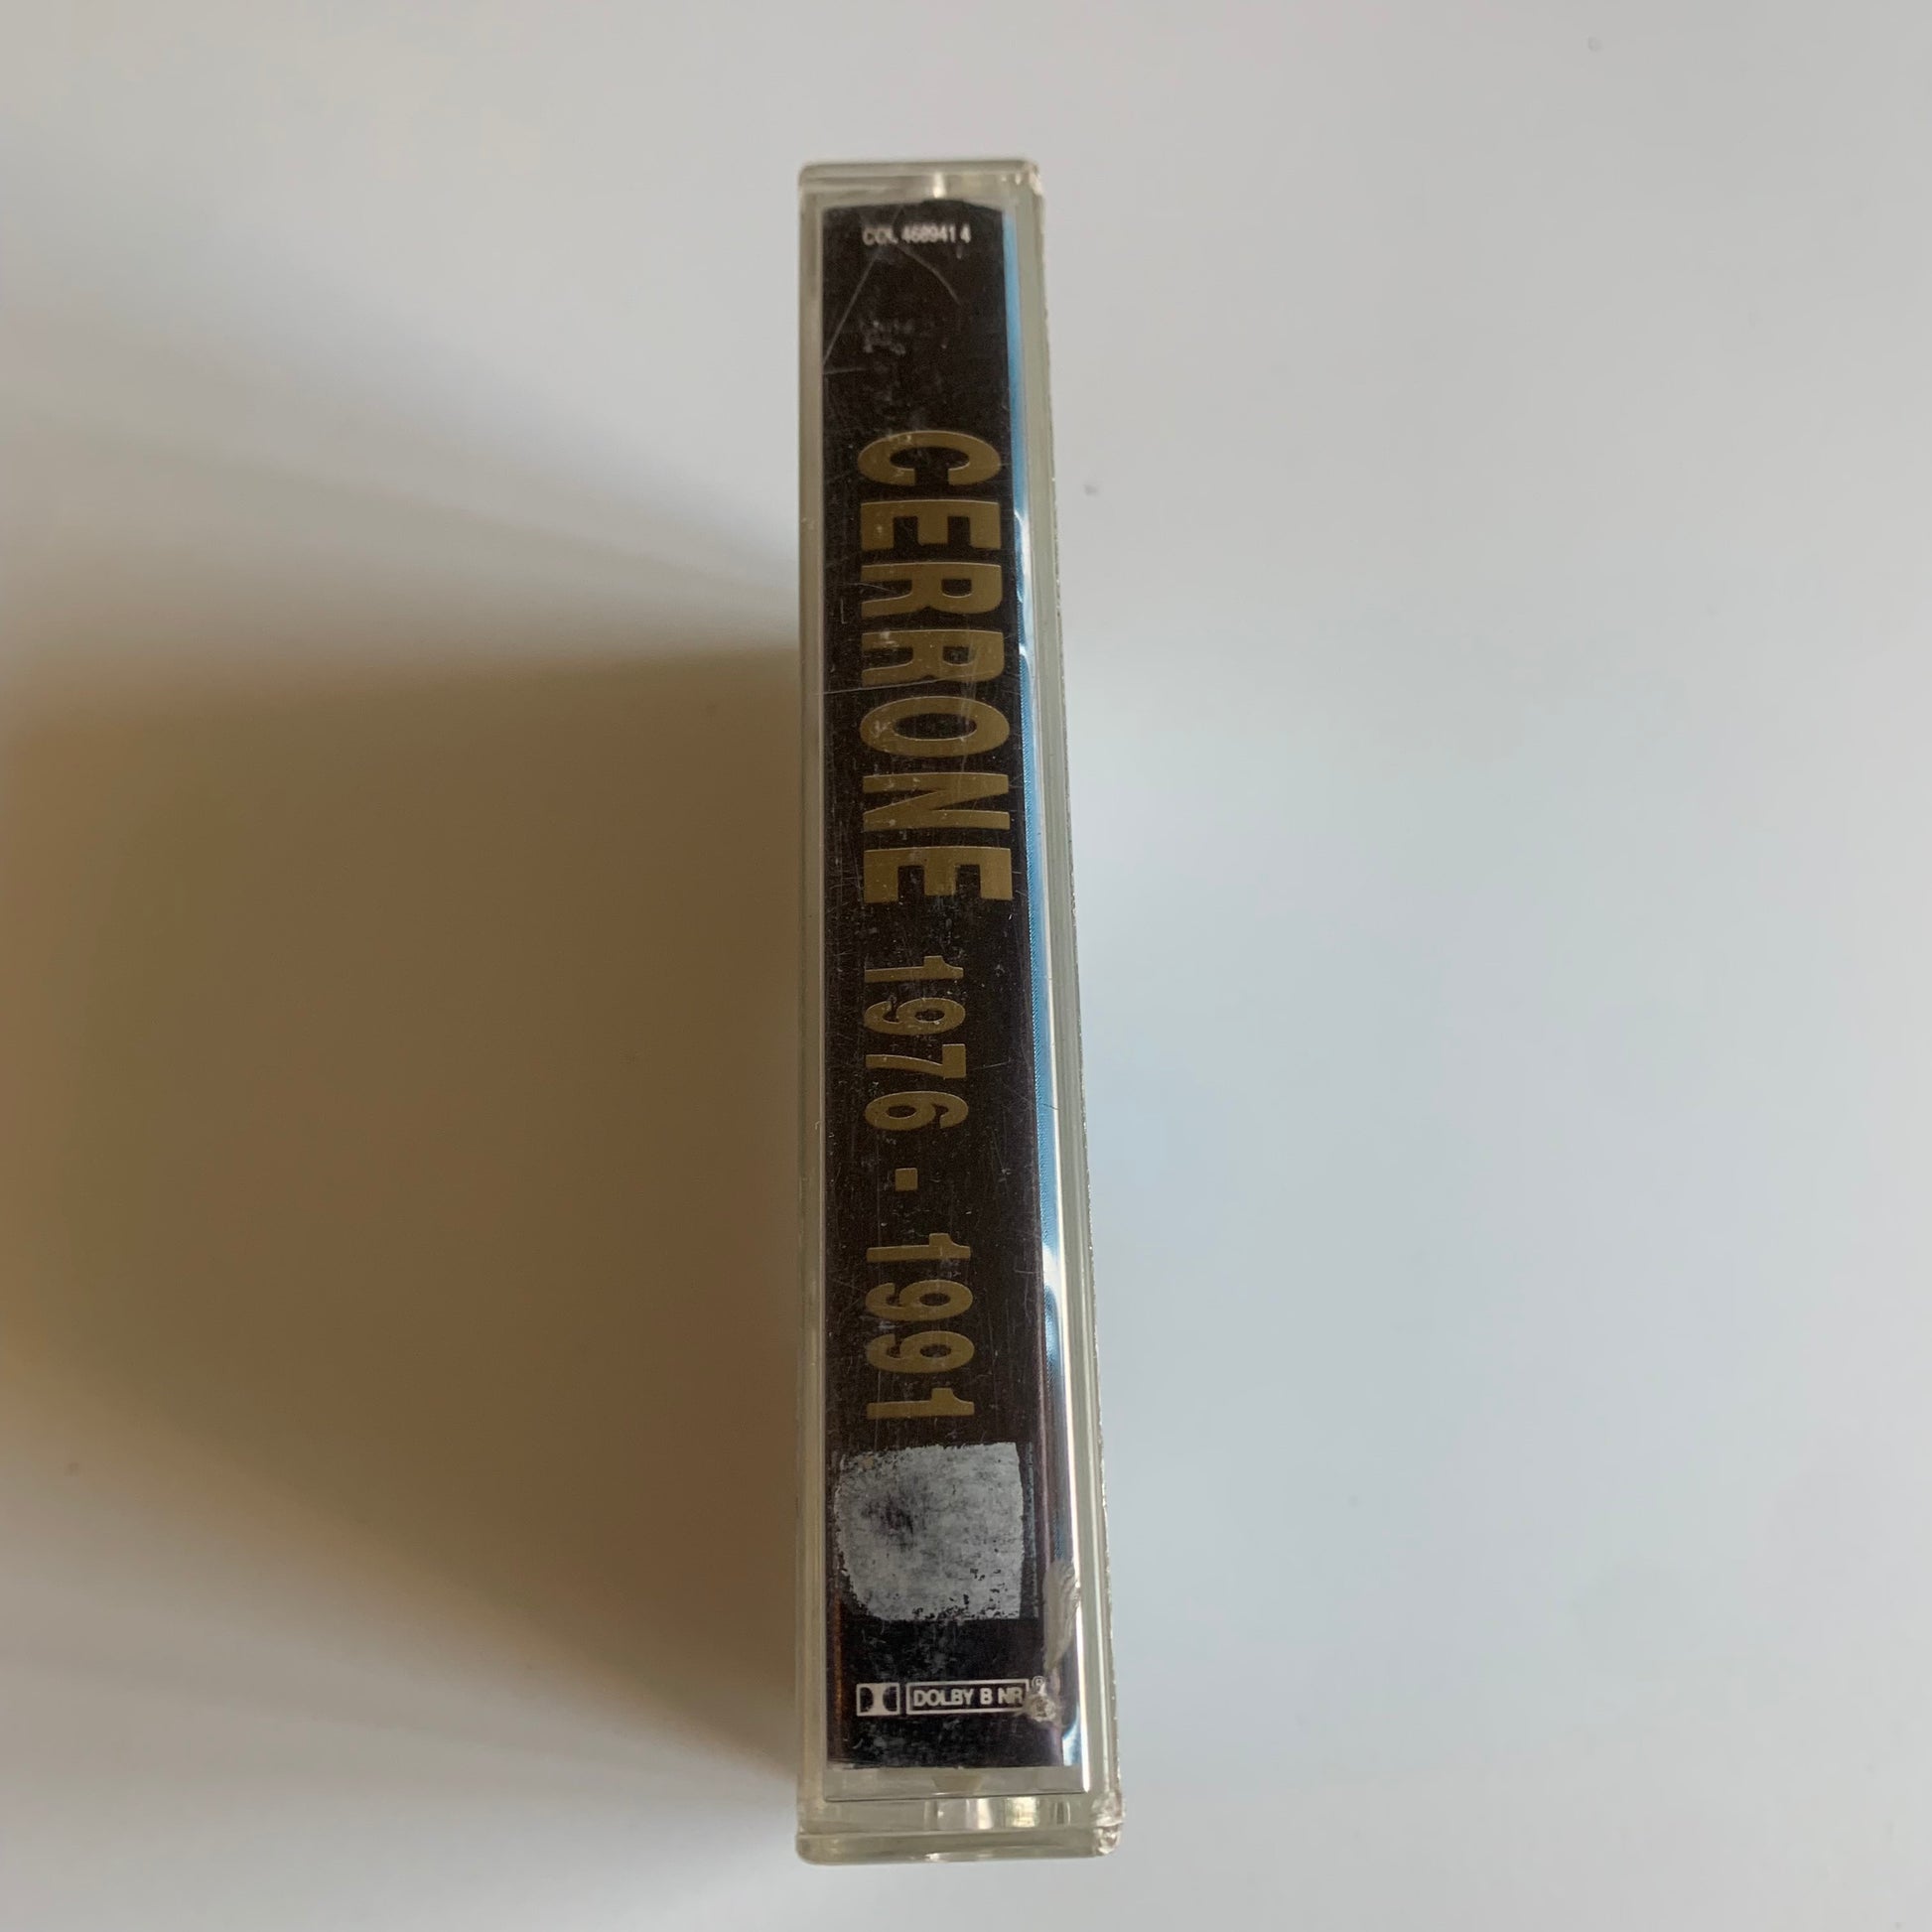 COL 468941 4
CERRONE 1976 · 1991
DOLBY B NR®